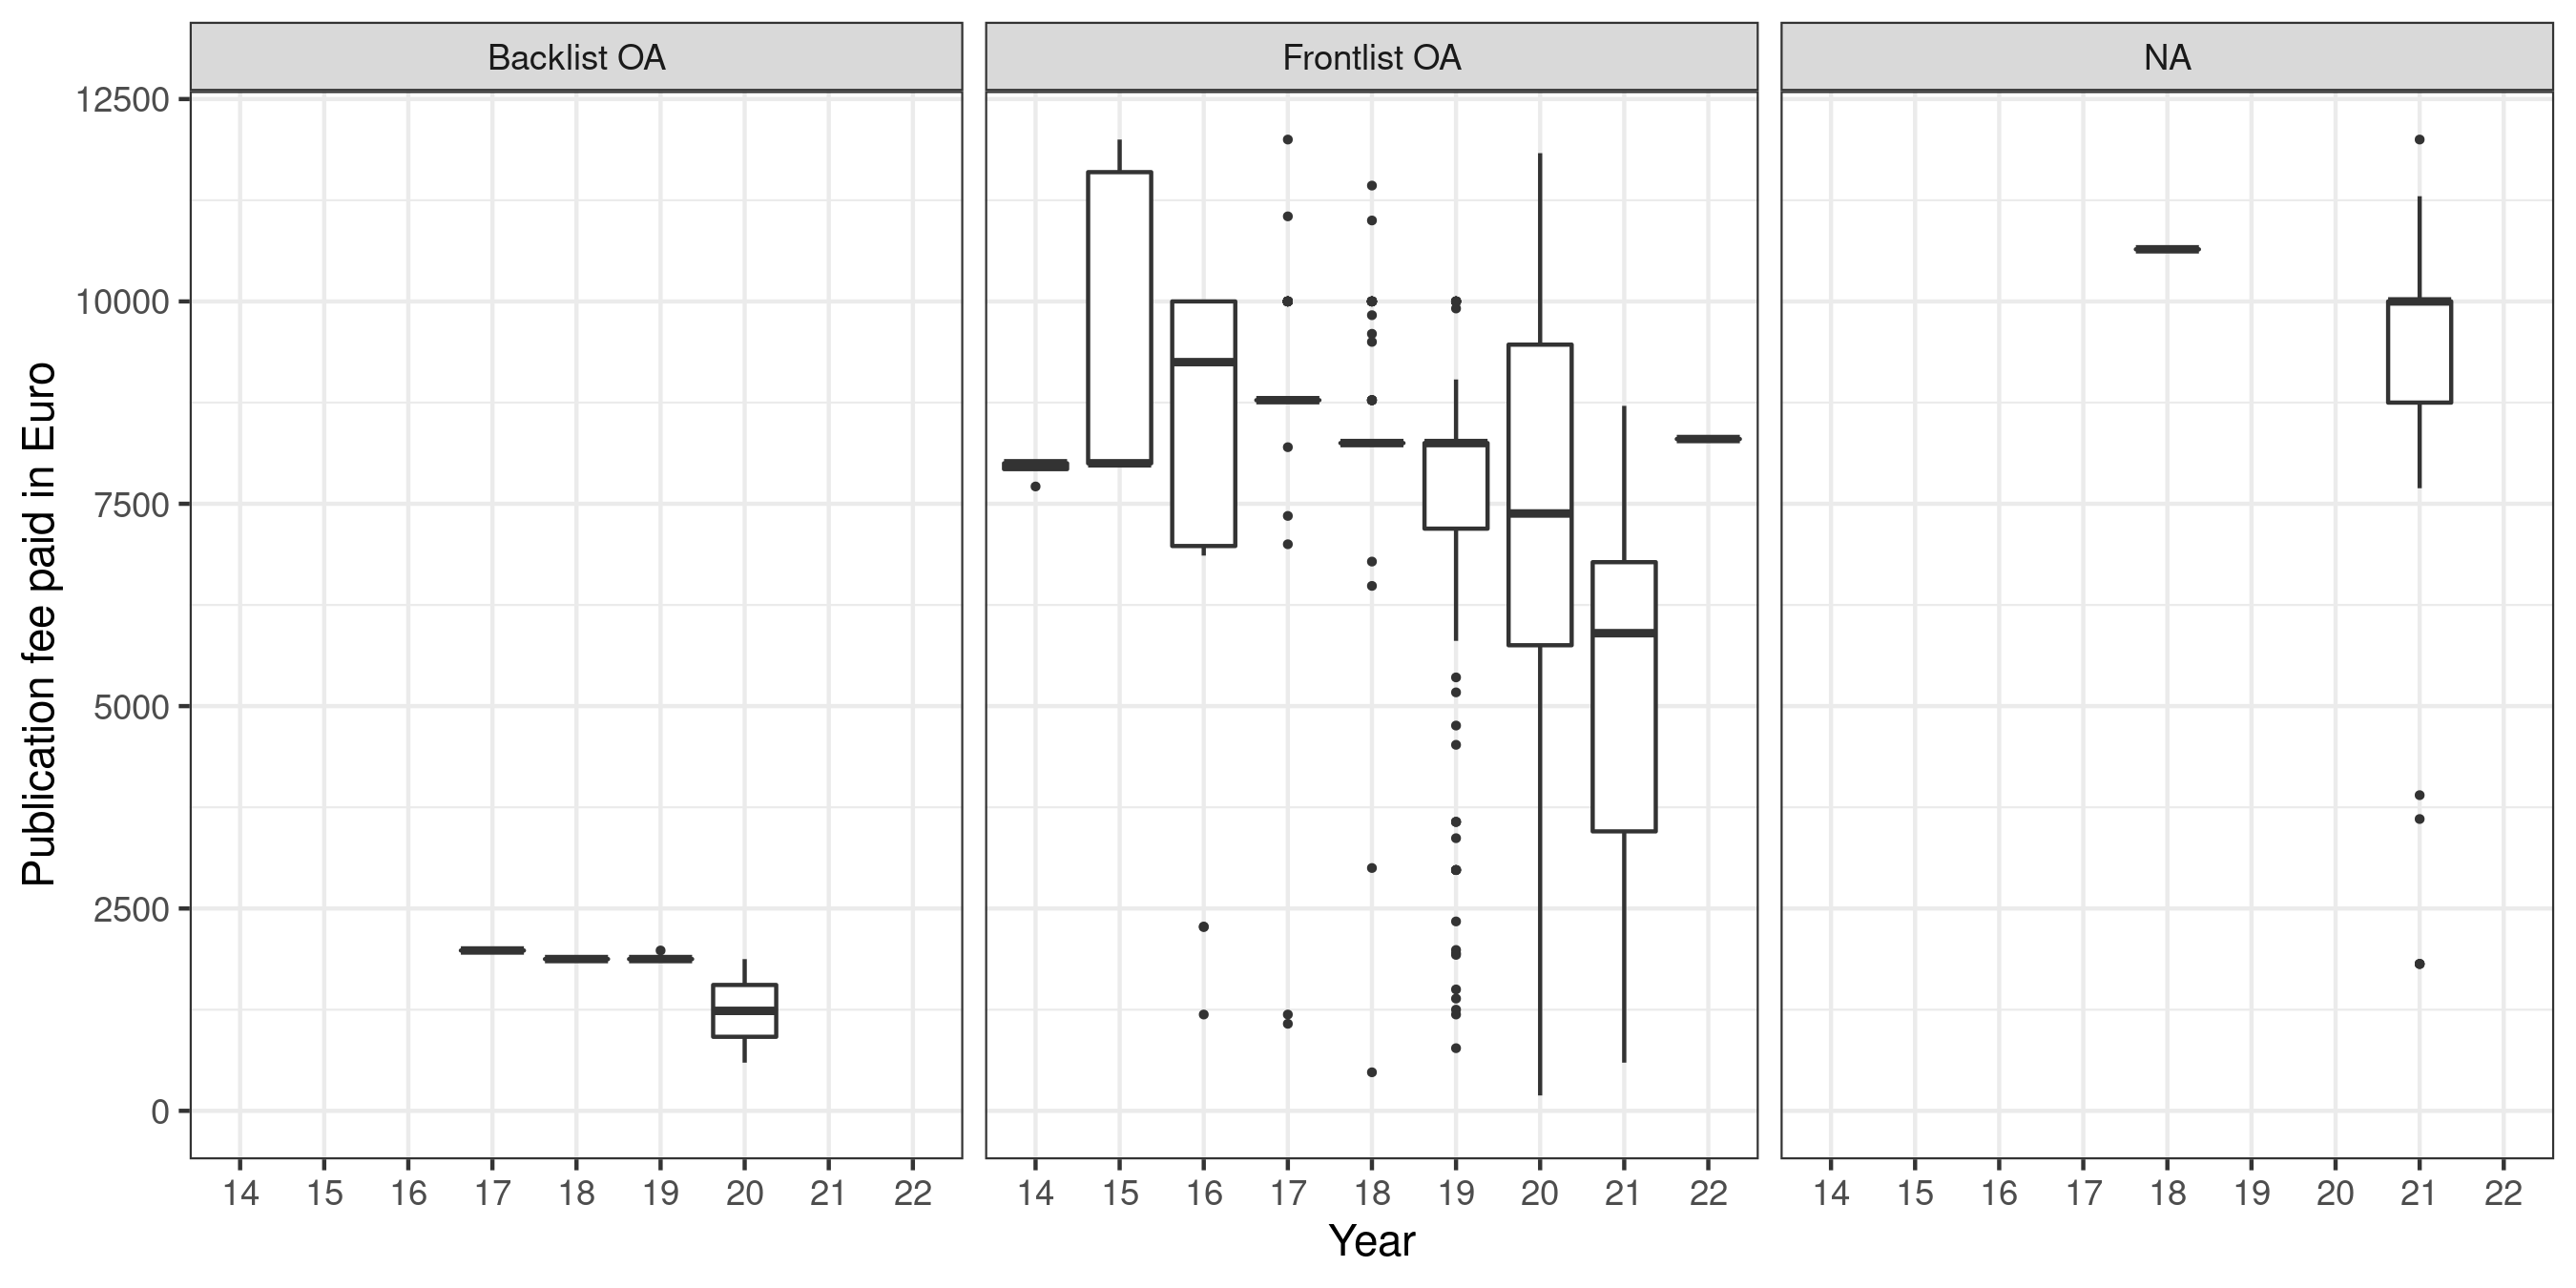 Backlist OA Frontlist OA NA
12500
10000
7500
5000
2500
0
Publication fee paid in Euro
14 15 16 17 18 19 20 21 22 14 15 16 17 18 19 20 21 22 14 15 16 17 18 19 20 21 22
Year